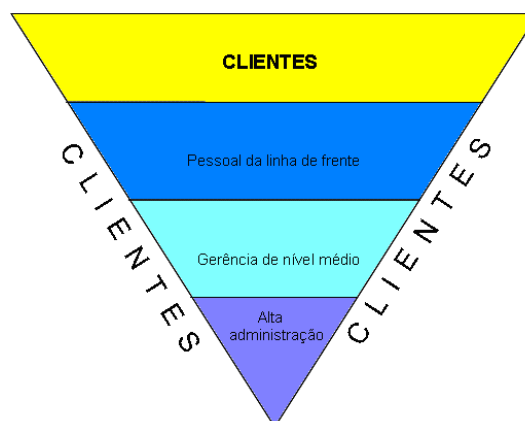 CLIENTES
Pessoal da linha de frente
Gerência de nível médio
Alta
administração
CLIENTES
CLIENTES